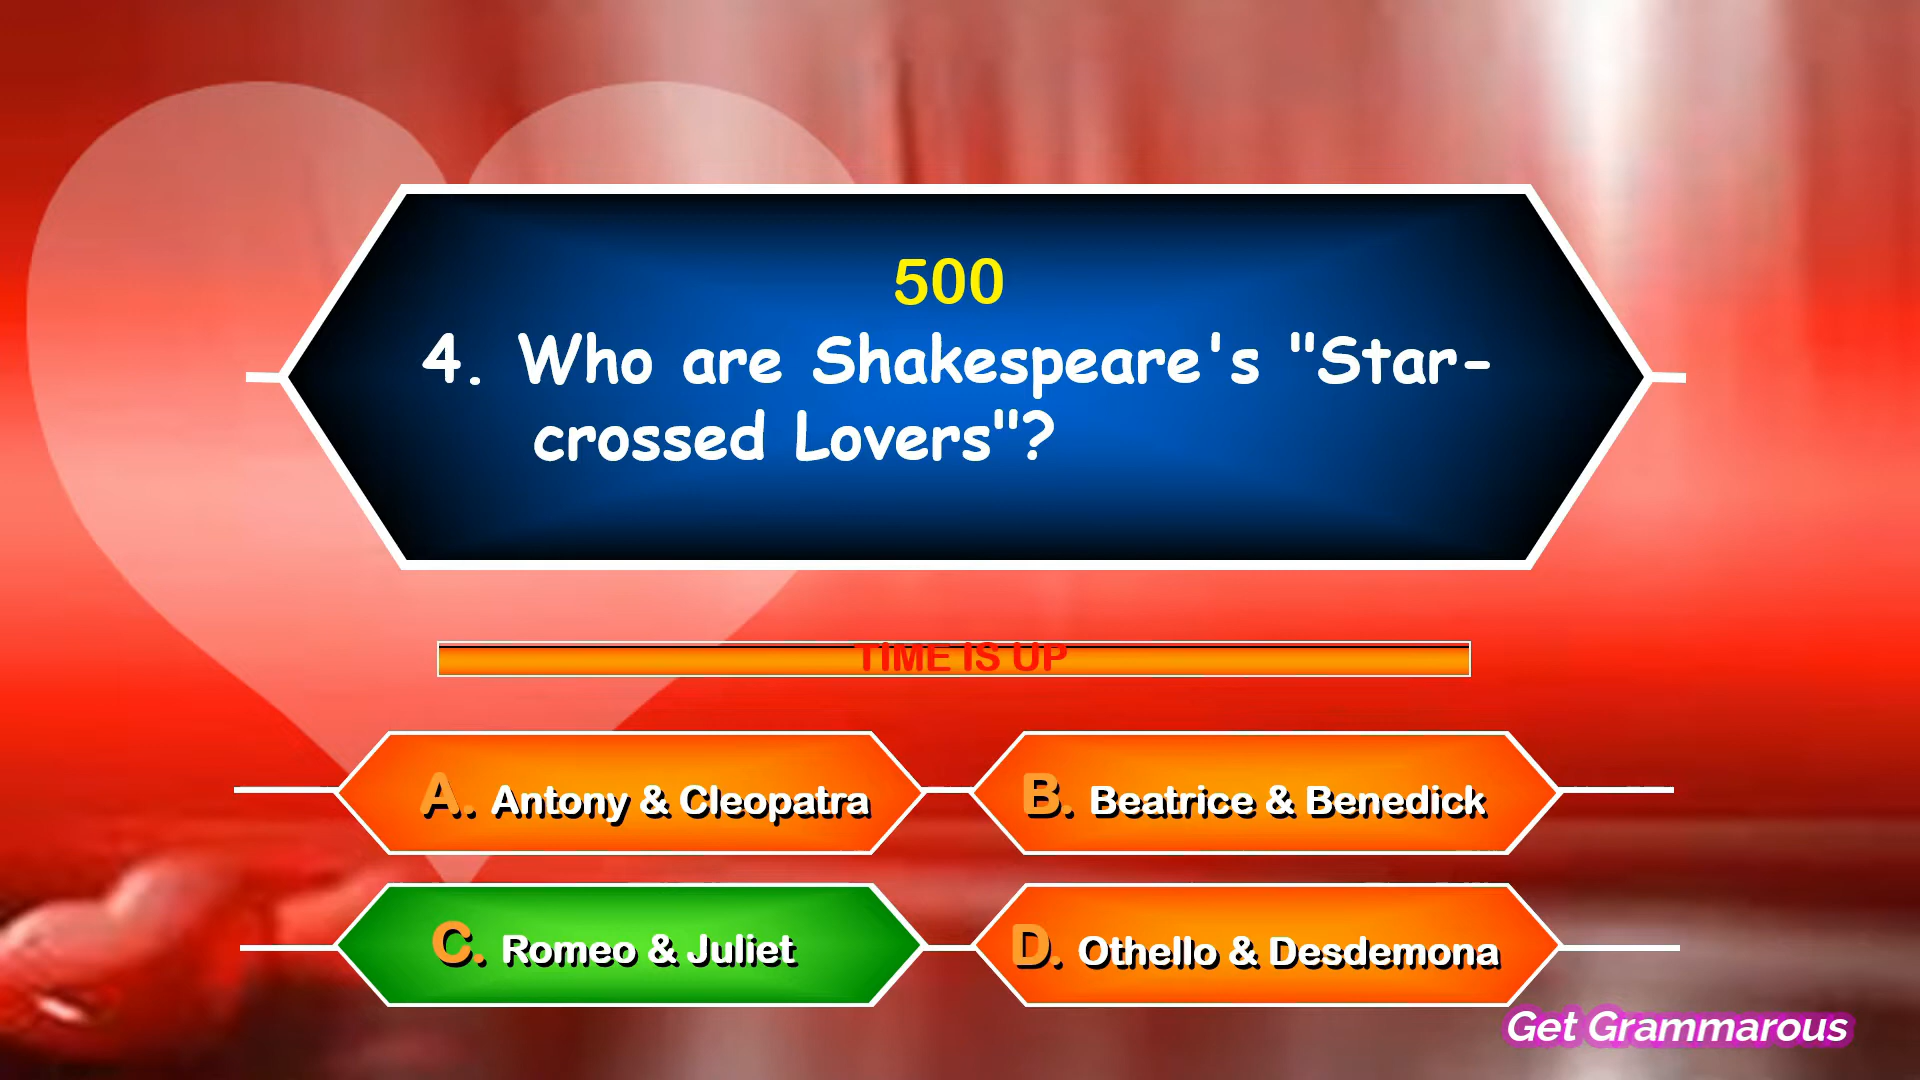 500
4. Who are Shakespeare's "Star-
crossed Lovers"?
TIME IS UP
A. Antony & Cleopatra
B. Beatrice & Benedick
C. Romeo & Juliet
D. Othello & Desdemona
Get Grammarous